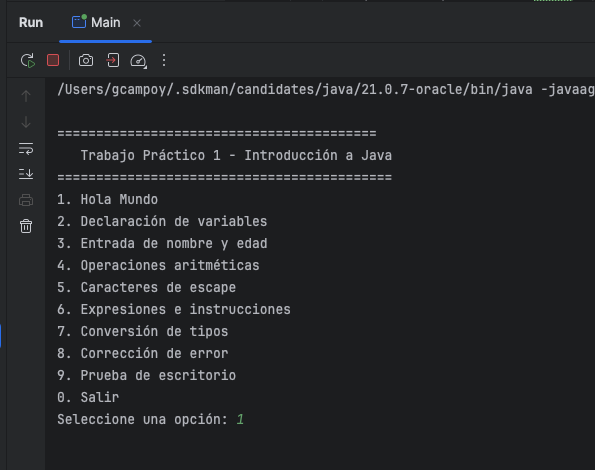 Run
Main
/Users/gcampoy/.sdkman/candidates/java/21.0.7-oracle/bin/java -javaag
=========================================
Trabajo Práctico 1 - Introducción a Java
===========================================
1. Hola Mundo
2. Declaración de variables
3. Entrada de nombre y edad
4. Operaciones aritméticas
5. Caracteres de escape
6. Expresiones e instrucciones
7. Conversión de tipos
8. Corrección de error
9. Prueba de escritorio
0. Salir
Seleccione una opción: 1